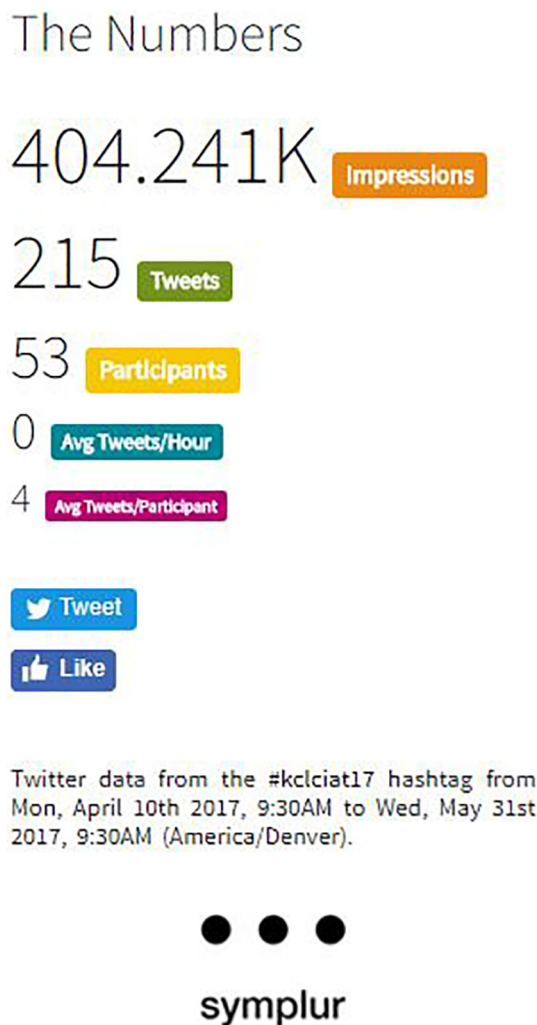 The Numbers
404.241K Impressions
215 Tweets
53 Participants
0 Avg Tweets/Hour
4 Avg Tweets/Participant
Tweet
Like
Twitter data from the #kclciat17 hashtag from
Mon, April 10th 2017, 9:30AM to Wed, May 31st
2017, 9:30AM (America/Denver).
symplur